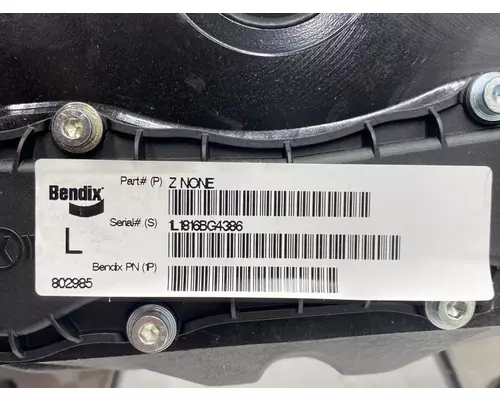 Bendix
Part# (P) Z NONE
Serial# (S) 1L1816BG4386
L
Bendix PN (1P)
802985